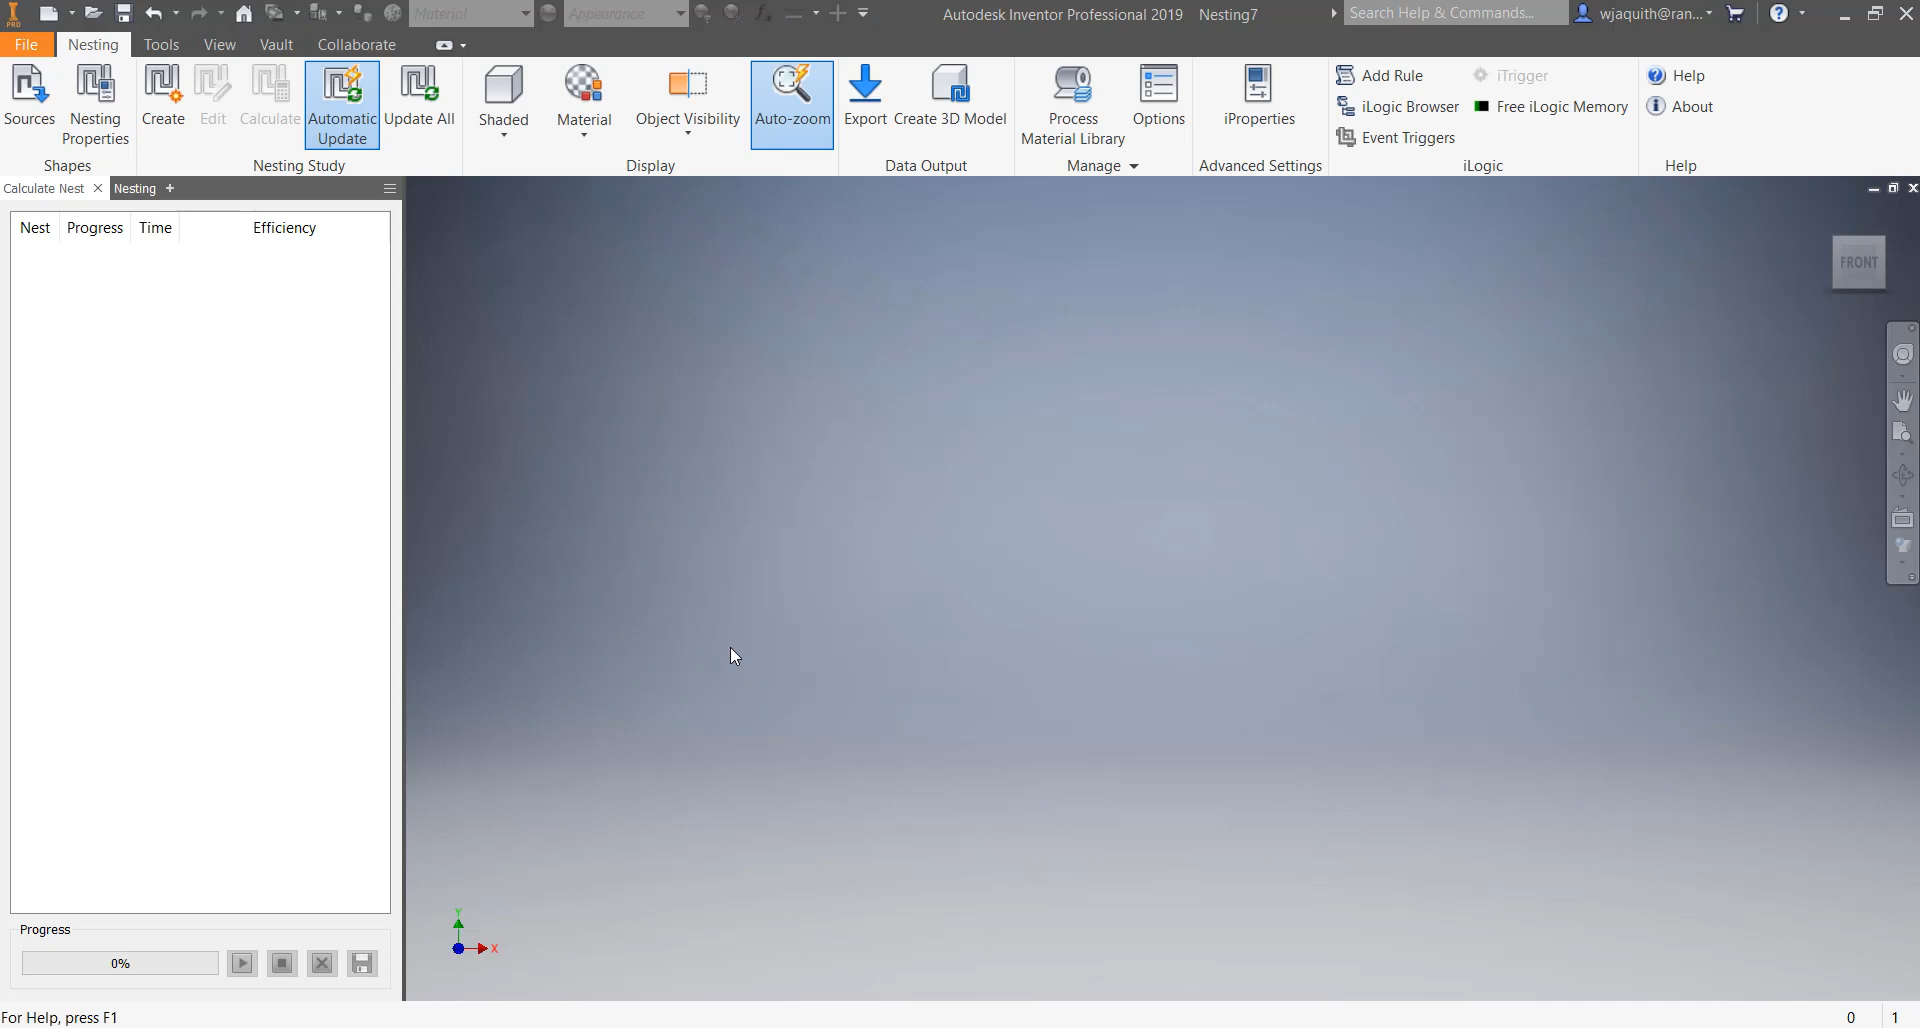 PRO
Material
Appearance
fx
Autodesk Inventor Professional 2019 Nesting7
Search Help & Commands...
wjaquith@ran...
File
Nesting
Tools
View
Vault
Collaborate
Sources
Nesting
Properties
Create
Edit
Calculate
Automatic
Update
Update All
Shaded
Material
Object Visibility
Auto-zoom
Export
Create 3D Model
Process
Material Library
Options
iProperties
Add Rule
iTrigger
iLogic Browser
Free iLogic Memory
Event Triggers
Help
About
Shapes
Nesting Study
Display
Data Output
Manage
Advanced Settings
iLogic
Help
Calculate Nest
Nesting +
Nest
Progress
Time
Efficiency
FRONT
Y
X
Progress
0%
For Help, press F1
0
1